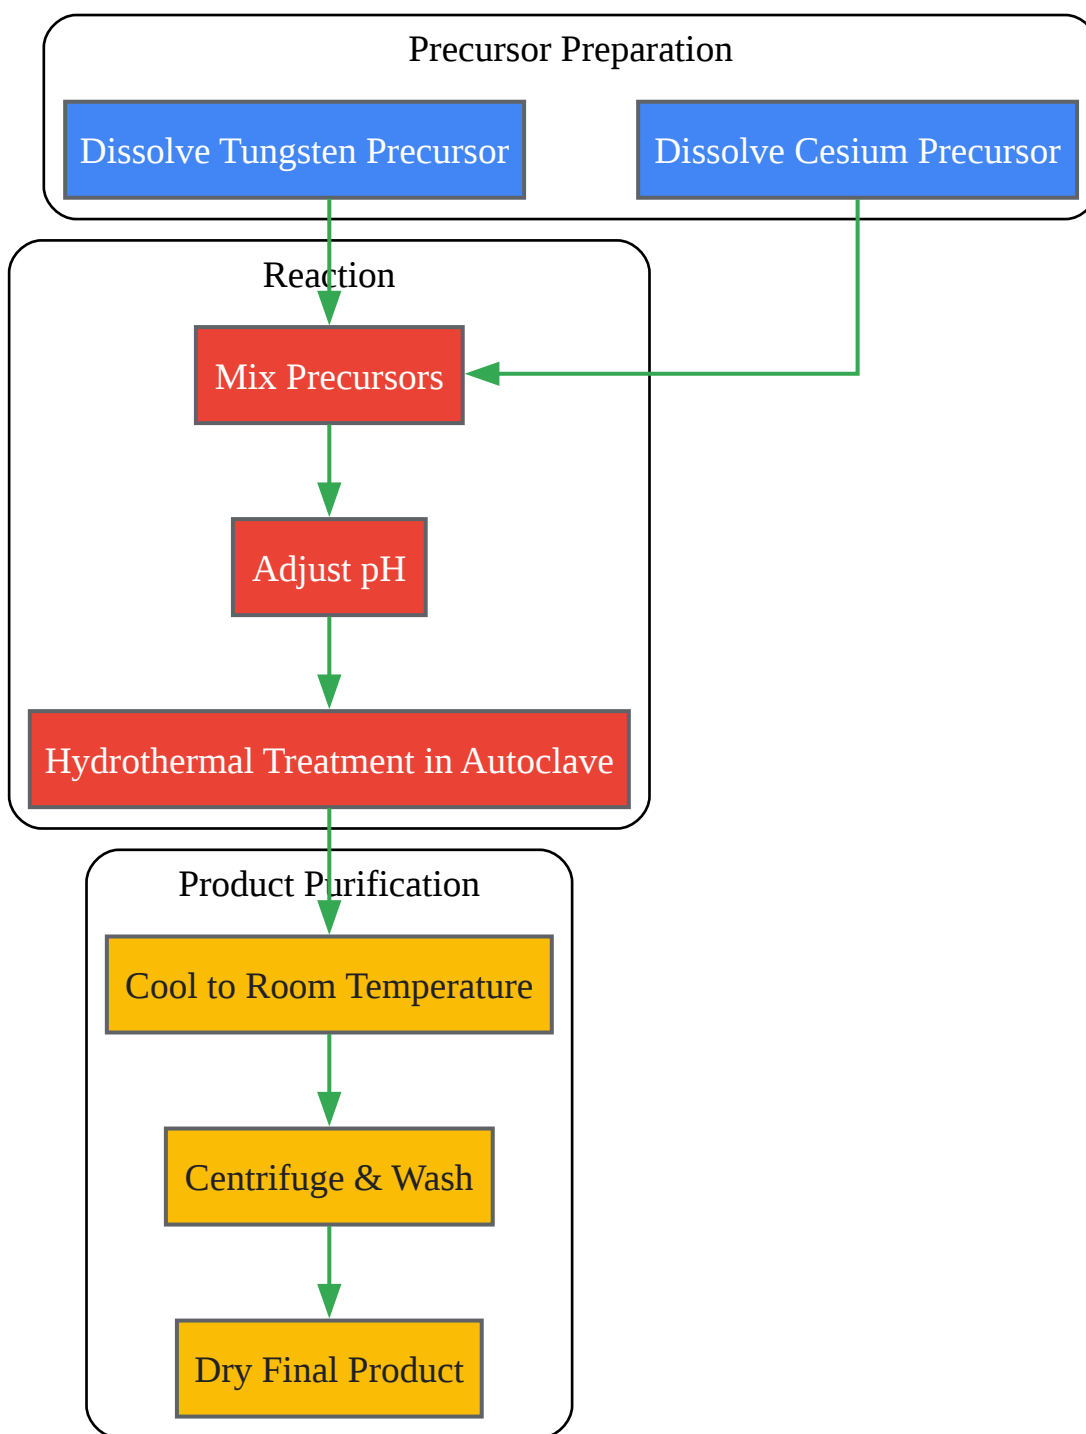 Precursor Preparation
Dissolve Tungsten Precursor
Dissolve Cesium Precursor
Reaction
Mix Precursors
Adjust pH
Hydrothermal Treatment in Autoclave
Product Purification
Cool to Room Temperature
Centrifuge & Wash
Dry Final Product